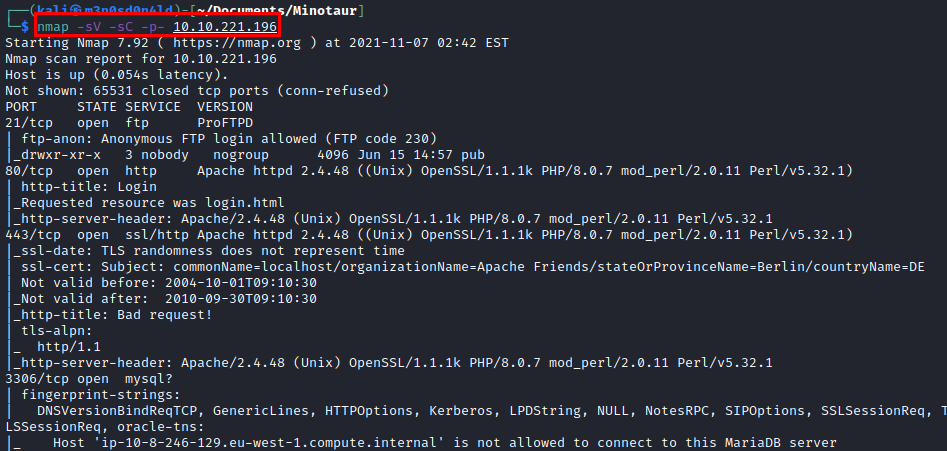 ┌──(kali㉿m3n0sd0n4ld)-[~/Documents/Minotaur]
└─$ nmap -sV -sC -p- 10.10.221.196
Starting Nmap 7.92 ( https://nmap.org ) at 2021-11-07 02:42 EST
Nmap scan report for 10.10.221.196
Host is up (0.054s latency).
Not shown: 65531 closed tcp ports (conn-refused)
PORT     STATE SERVICE  VERSION
21/tcp   open  ftp      ProFTPD
| ftp-anon: Anonymous FTP login allowed (FTP code 230)
|_drwxr-xr-x   3 nobody   nogroup      4096 Jun 15 14:57 pub
80/tcp   open  http     Apache httpd 2.4.48 ((Unix) OpenSSL/1.1.1k PHP/8.0.7 mod_perl/2.0.11 Perl/v5.32.1)
| http-title: Login
|_Requested resource was login.html
|_http-server-header: Apache/2.4.48 (Unix) OpenSSL/1.1.1k PHP/8.0.7 mod_perl/2.0.11 Perl/v5.32.1
443/tcp  open  ssl/http Apache httpd 2.4.48 ((Unix) OpenSSL/1.1.1k PHP/8.0.7 mod_perl/2.0.11 Perl/v5.32.1)
|_ssl-date: TLS randomness does not represent time
| ssl-cert: Subject: commonName=localhost/organizationName=Apache Friends/stateOrProvinceName=Berlin/countryName=DE
| Not valid before: 2004-10-01T09:10:30
|_Not valid after:  2010-09-30T09:10:30
|_http-title: Bad request!
| tls-alpn:
|_  http/1.1
|_http-server-header: Apache/2.4.48 (Unix) OpenSSL/1.1.1k PHP/8.0.7 mod_perl/2.0.11 Perl/v5.32.1
3306/tcp open  mysql?
| fingerprint-strings:
|   DNSVersionBindReqTCP, GenericLines, HTTPOptions, Kerberos, LPDString, NULL, NotesRPC, SIPOptions, SSLSessionReq, T
LSSessionReq, oracle-tns:
|_    Host 'ip-10-8-246-129.eu-west-1.compute.internal' is not allowed to connect to this MariaDB server